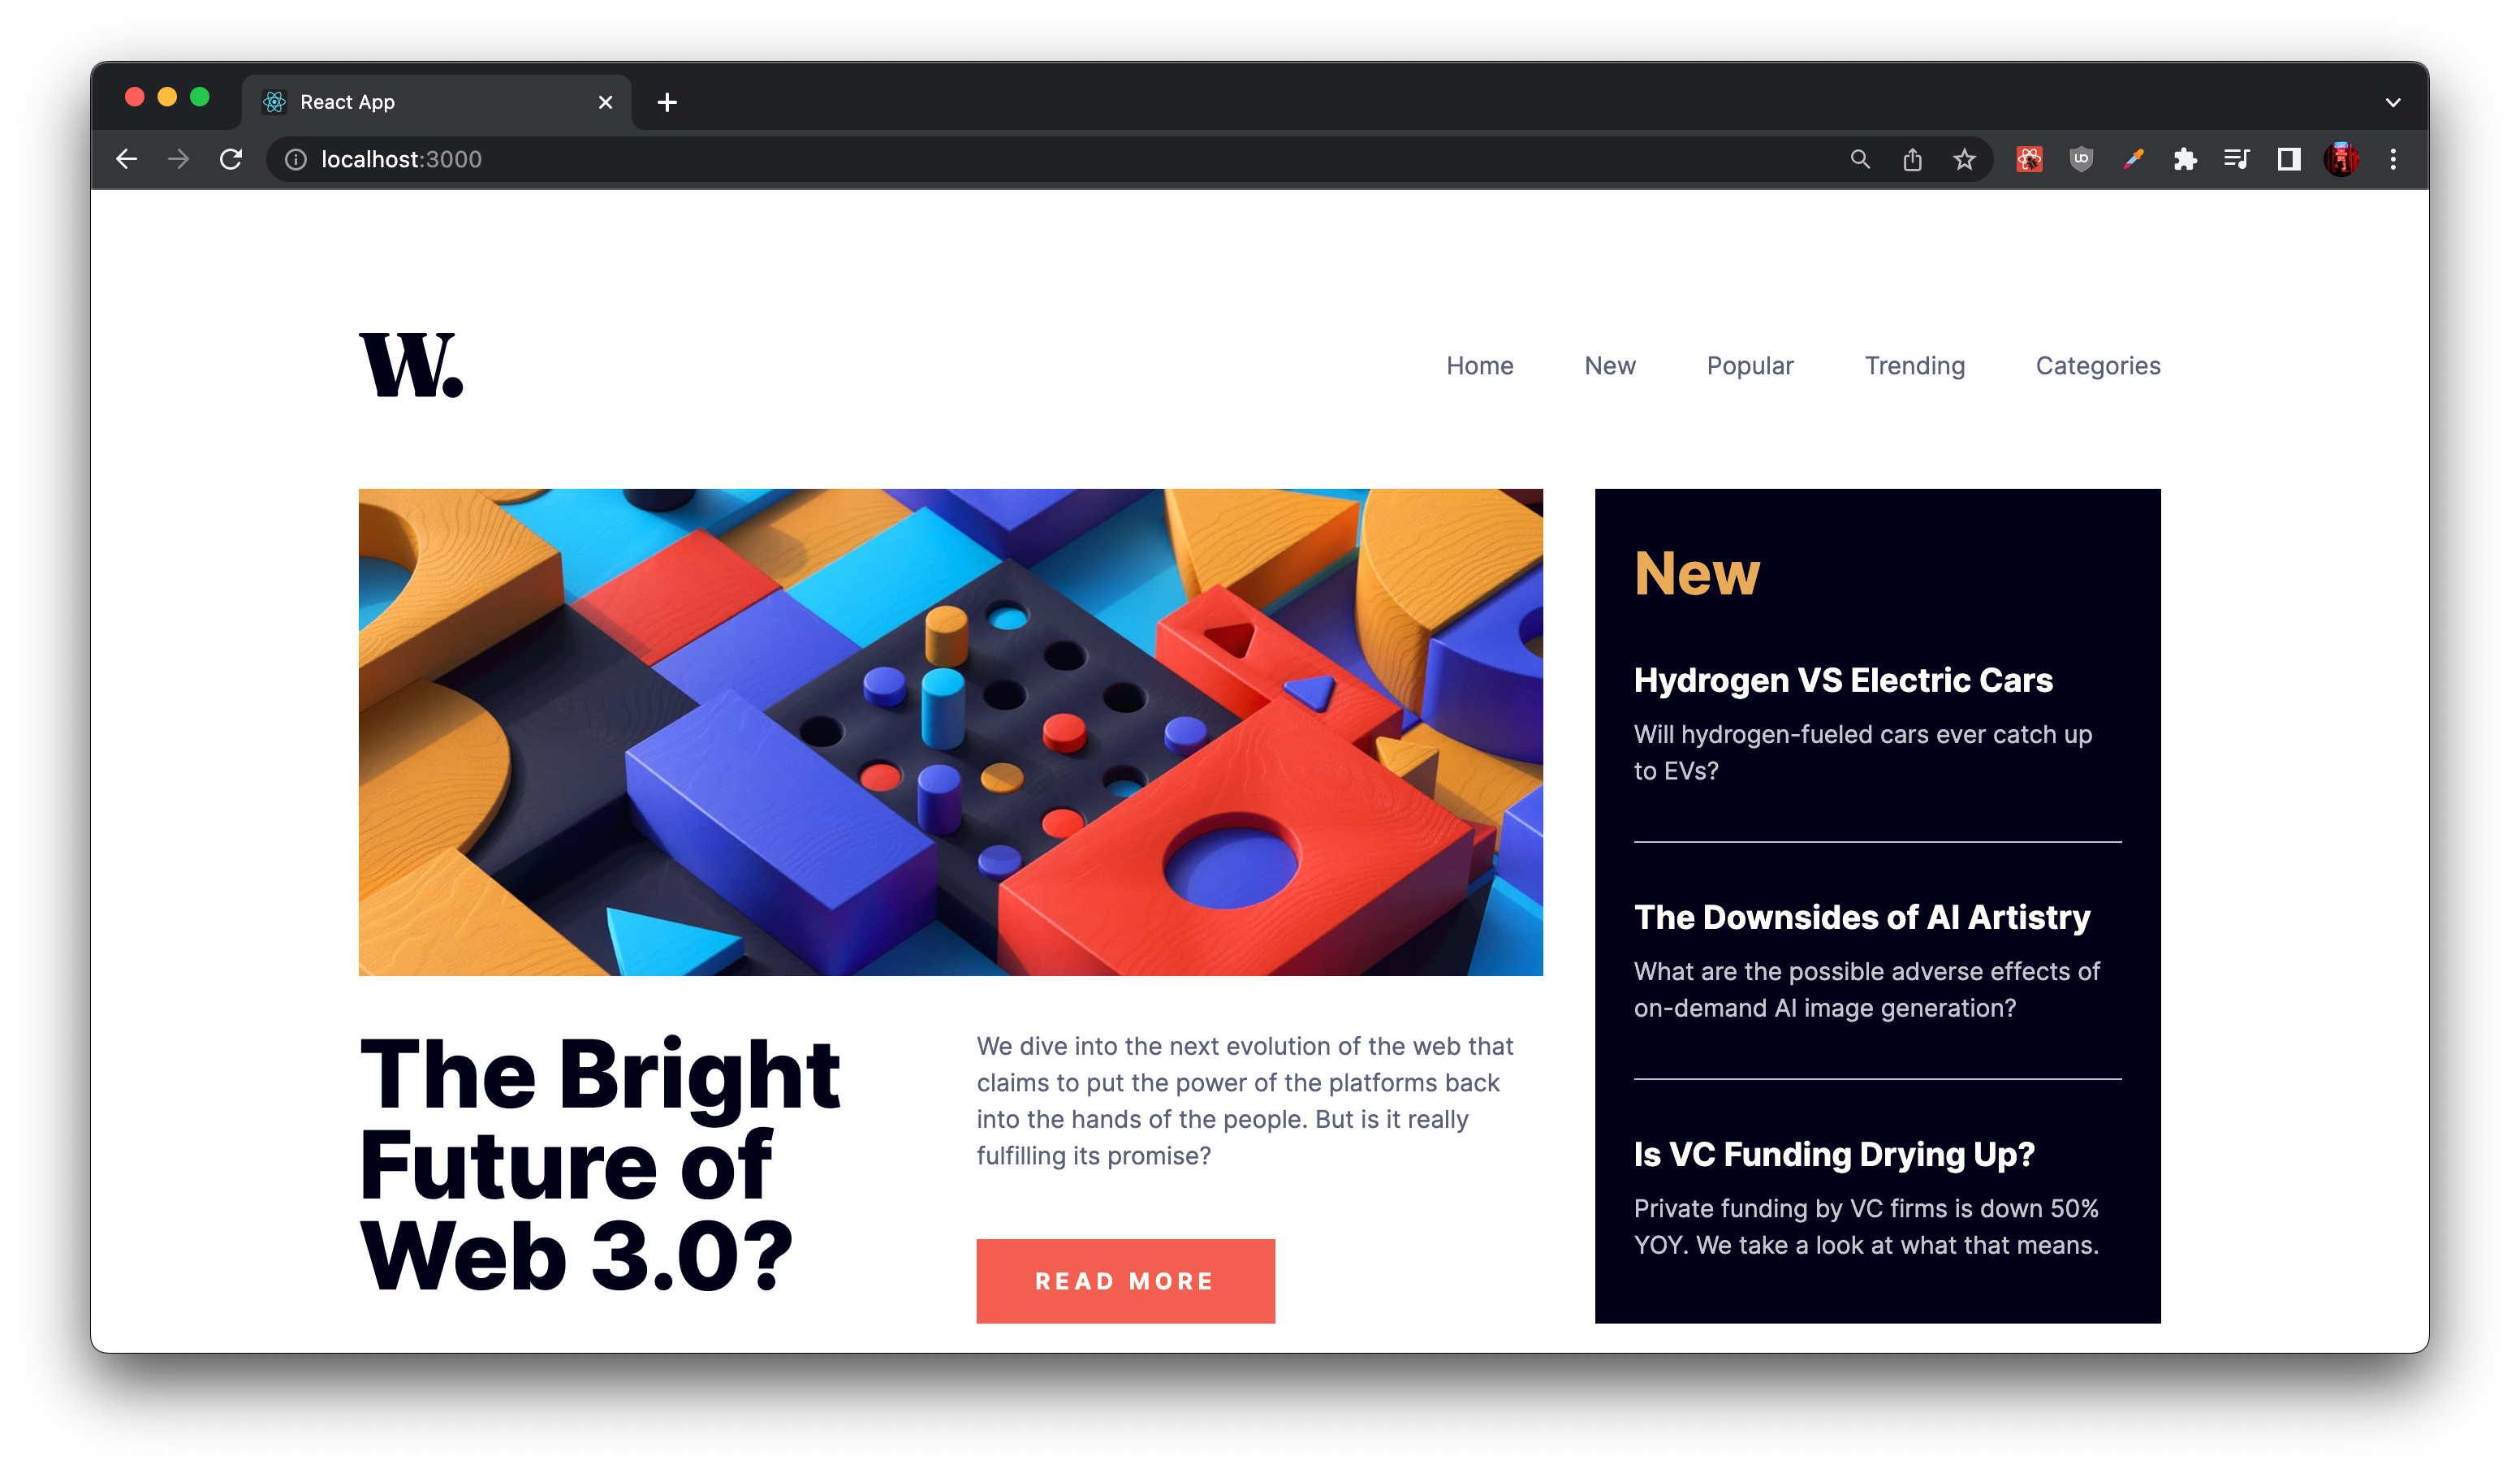 React App
localhost:3000
W.
Home New Popular Trending Categories
The Bright
Future of
Web 3.0?
We dive into the next evolution of the web that
claims to put the power of the platforms back
into the hands of the people. But is it really
fulfilling its promise?
READ MORE
New
Hydrogen VS Electric Cars
Will hydrogen-fueled cars ever catch up
to EVs?
The Downsides of AI Artistry
What are the possible adverse effects of
on-demand AI image generation?
Is VC Funding Drying Up?
Private funding by VC firms is down 50%
YOY. We take a look at what that means.